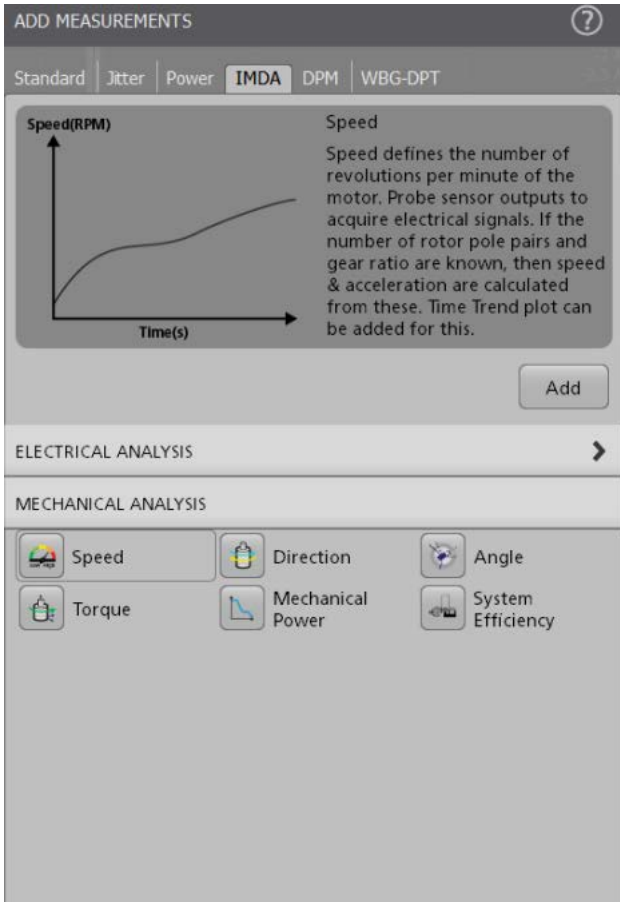 ADD MEASUREMENTS
?
Standard Jitter Power IMDA DPM WBG-DPT
Speed(RPM)
Time(s)
Speed
Speed defines the number of
revolutions per minute of the
motor. Probe sensor outputs to
acquire electrical signals. If the
number of rotor pole pairs and
gear ratio are known, then speed
& acceleration are calculated
from these. Time Trend plot can
be added for this.
Add
ELECTRICAL ANALYSIS
MECHANICAL ANALYSIS
Speed
Direction
Angle
Torque
Mechanical
Power
System
Efficiency